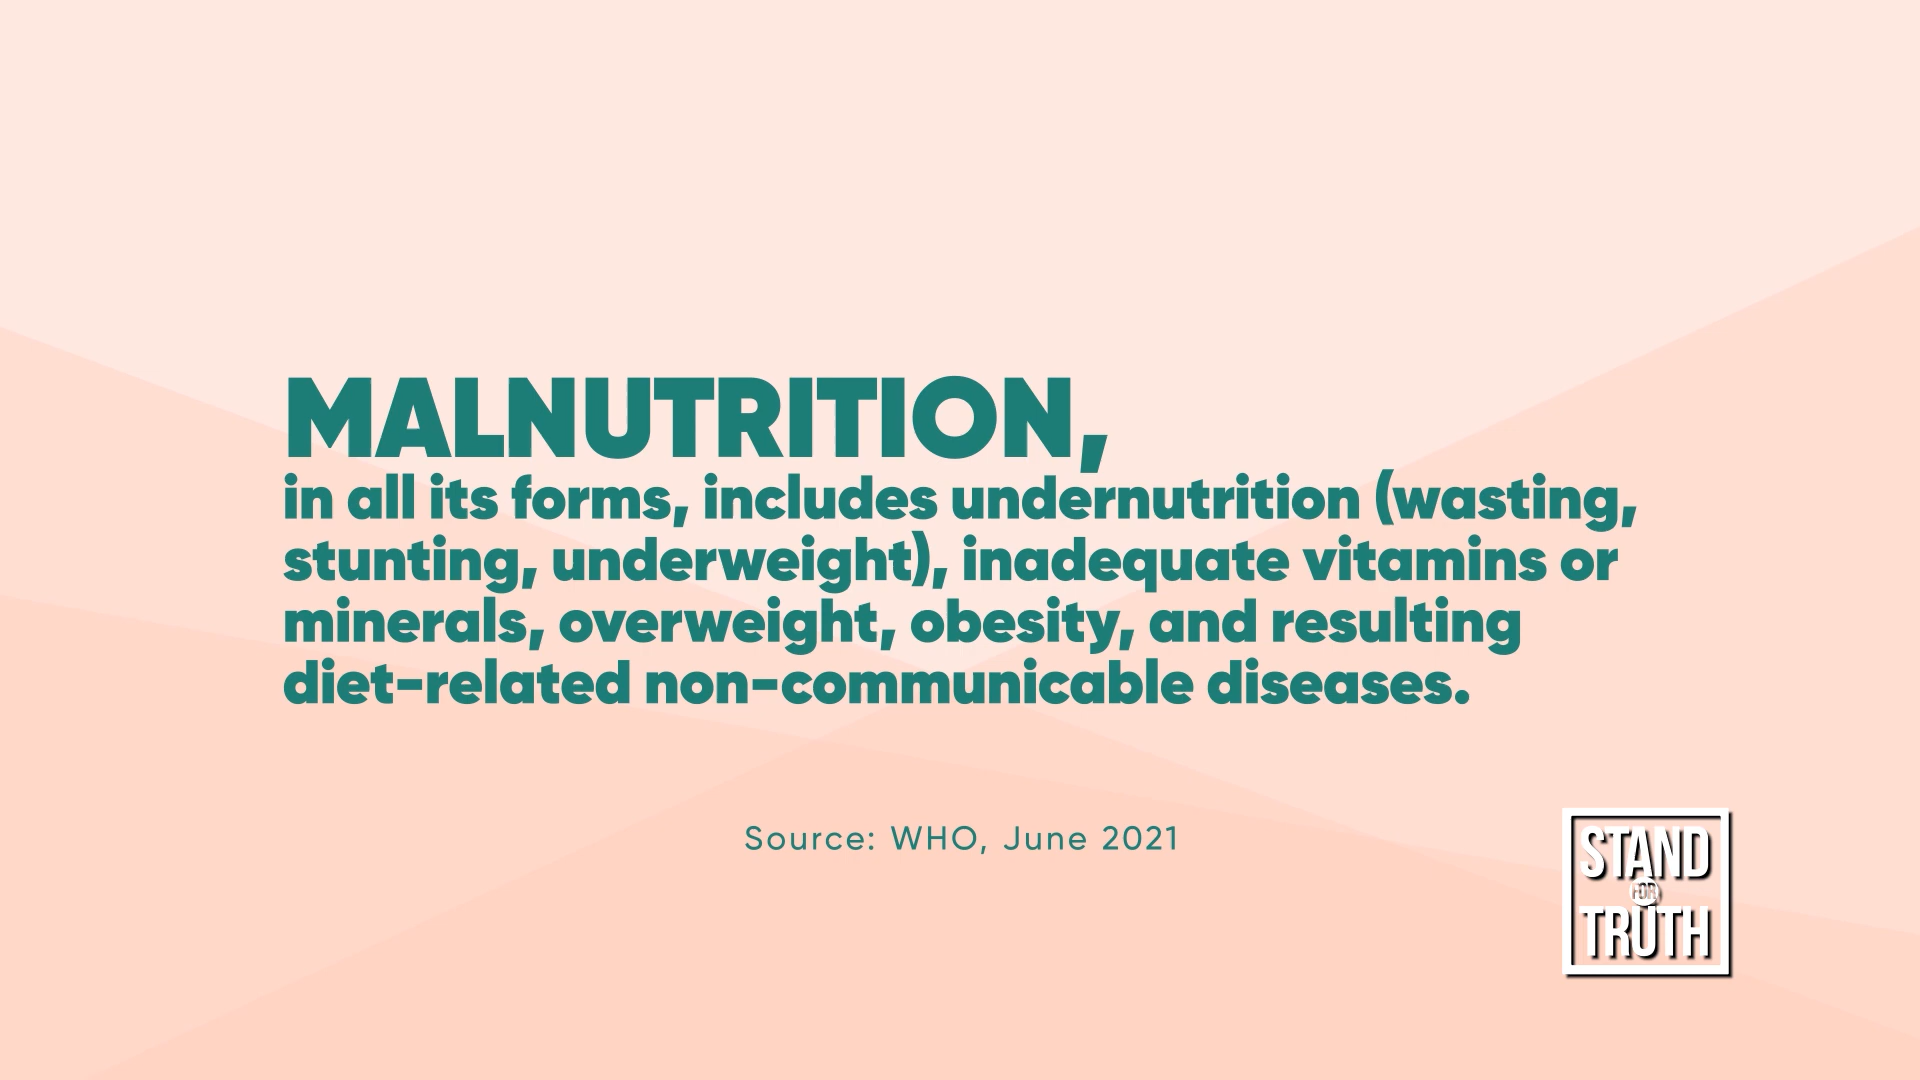 MALNUTRITION,
in all its forms, includes undernutrition (wasting,
stunting, underweight), inadequate vitamins or
minerals, overweight, obesity, and resulting
diet-related non-communicable diseases.
Source: WHO, June 2021
STAND
FOR
TRUTH